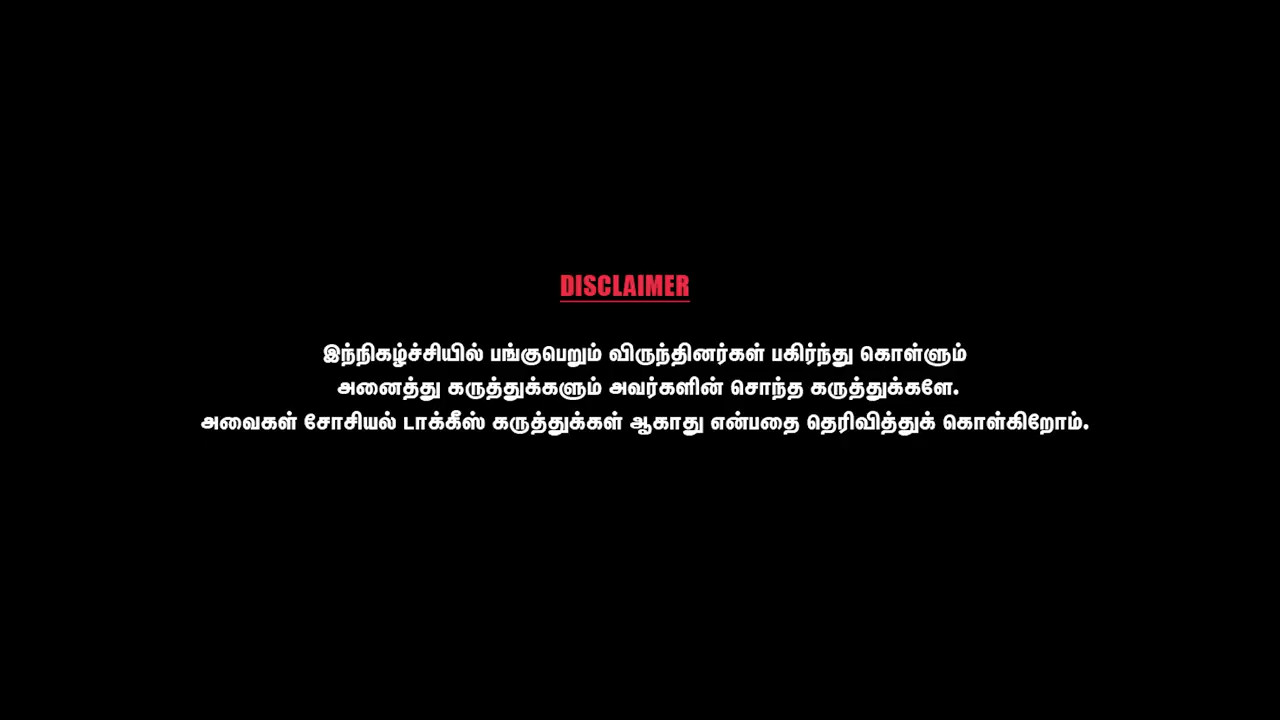 DISCLAIMER
இந்நிகழ்ச்சியில் பங்குபெறும் விருந்தினர்கள் பகிர்ந்து கொள்ளும்
அனைத்து கருத்துக்களும் அவர்களின் சொந்த கருத்துக்களே.
அவைகள் சோசியல் டாக்கீஸ் கருத்துக்கள் ஆகாது என்பதை தெரிவித்துக் கொள்கிறோம்.